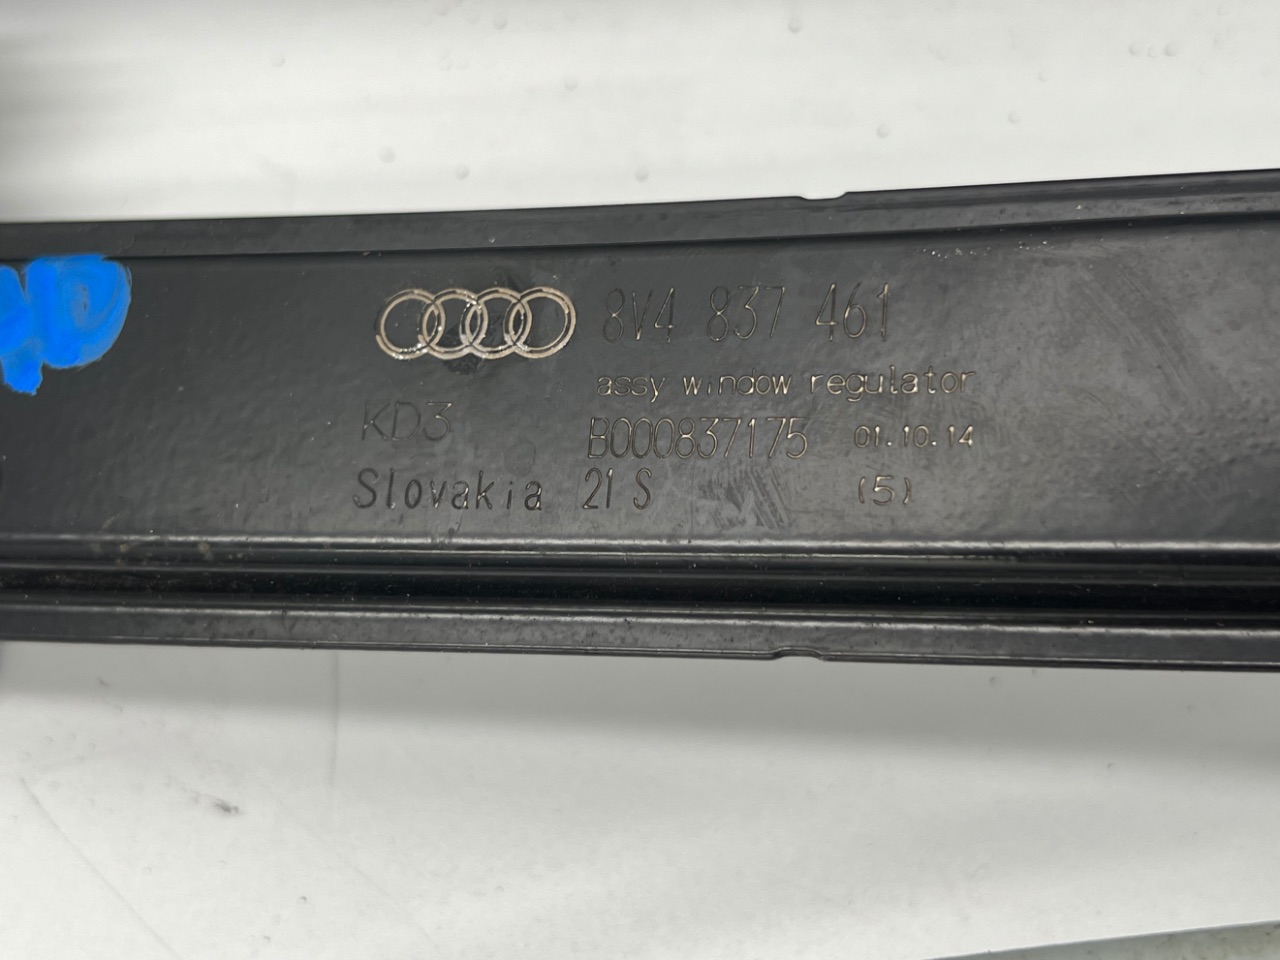 8V4 837 461
assy window regulator
KD3 B000837175 01.10.14
Slovakia 21 S (5)